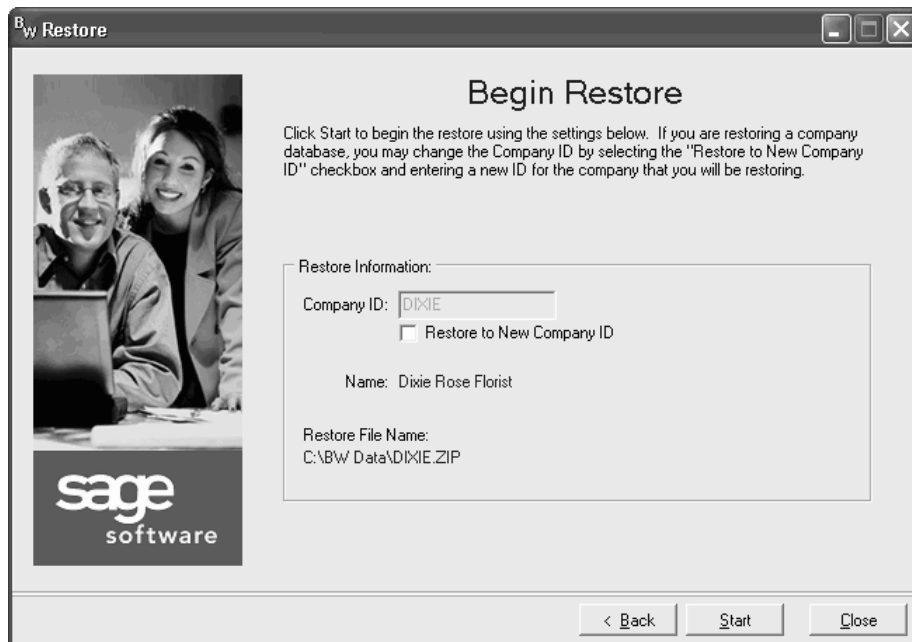 BW Restore
Begin Restore
Click Start to begin the restore using the settings below.  If you are restoring a company
database, you may change the Company ID by selecting the "Restore to New Company
ID" checkbox and entering a new ID for the company that you will be restoring.
Restore Information:
Company ID: DIXIE
Restore to New Company ID
Name: Dixie Rose Florist
Restore File Name:
C:\BW Data\DIXIE.ZIP
sage
software
< Back Start Close